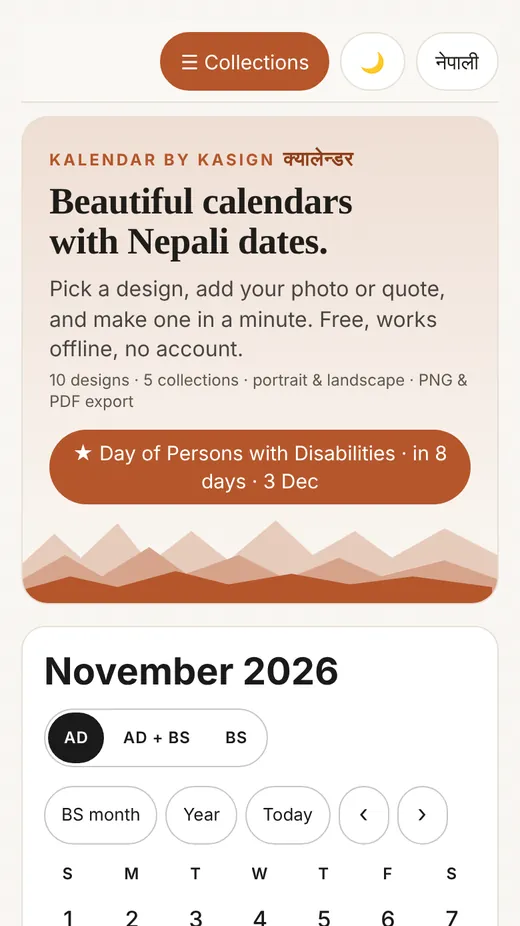 ☰ Collections 🌙 नेपाली
KALENDAR BY KASIGN क्यालेन्डर
Beautiful calendars
with Nepali dates.
Pick a design, add your photo or quote,
and make one in a minute. Free, works
offline, no account.
10 designs · 5 collections · portrait & landscape · PNG &
PDF export
★ Day of Persons with Disabilities · in 8
days · 3 Dec
November 2026
AD AD + BS BS
BS month Year Today ‹ ›
S M T W T F S
1 2 3 4 5 6 7